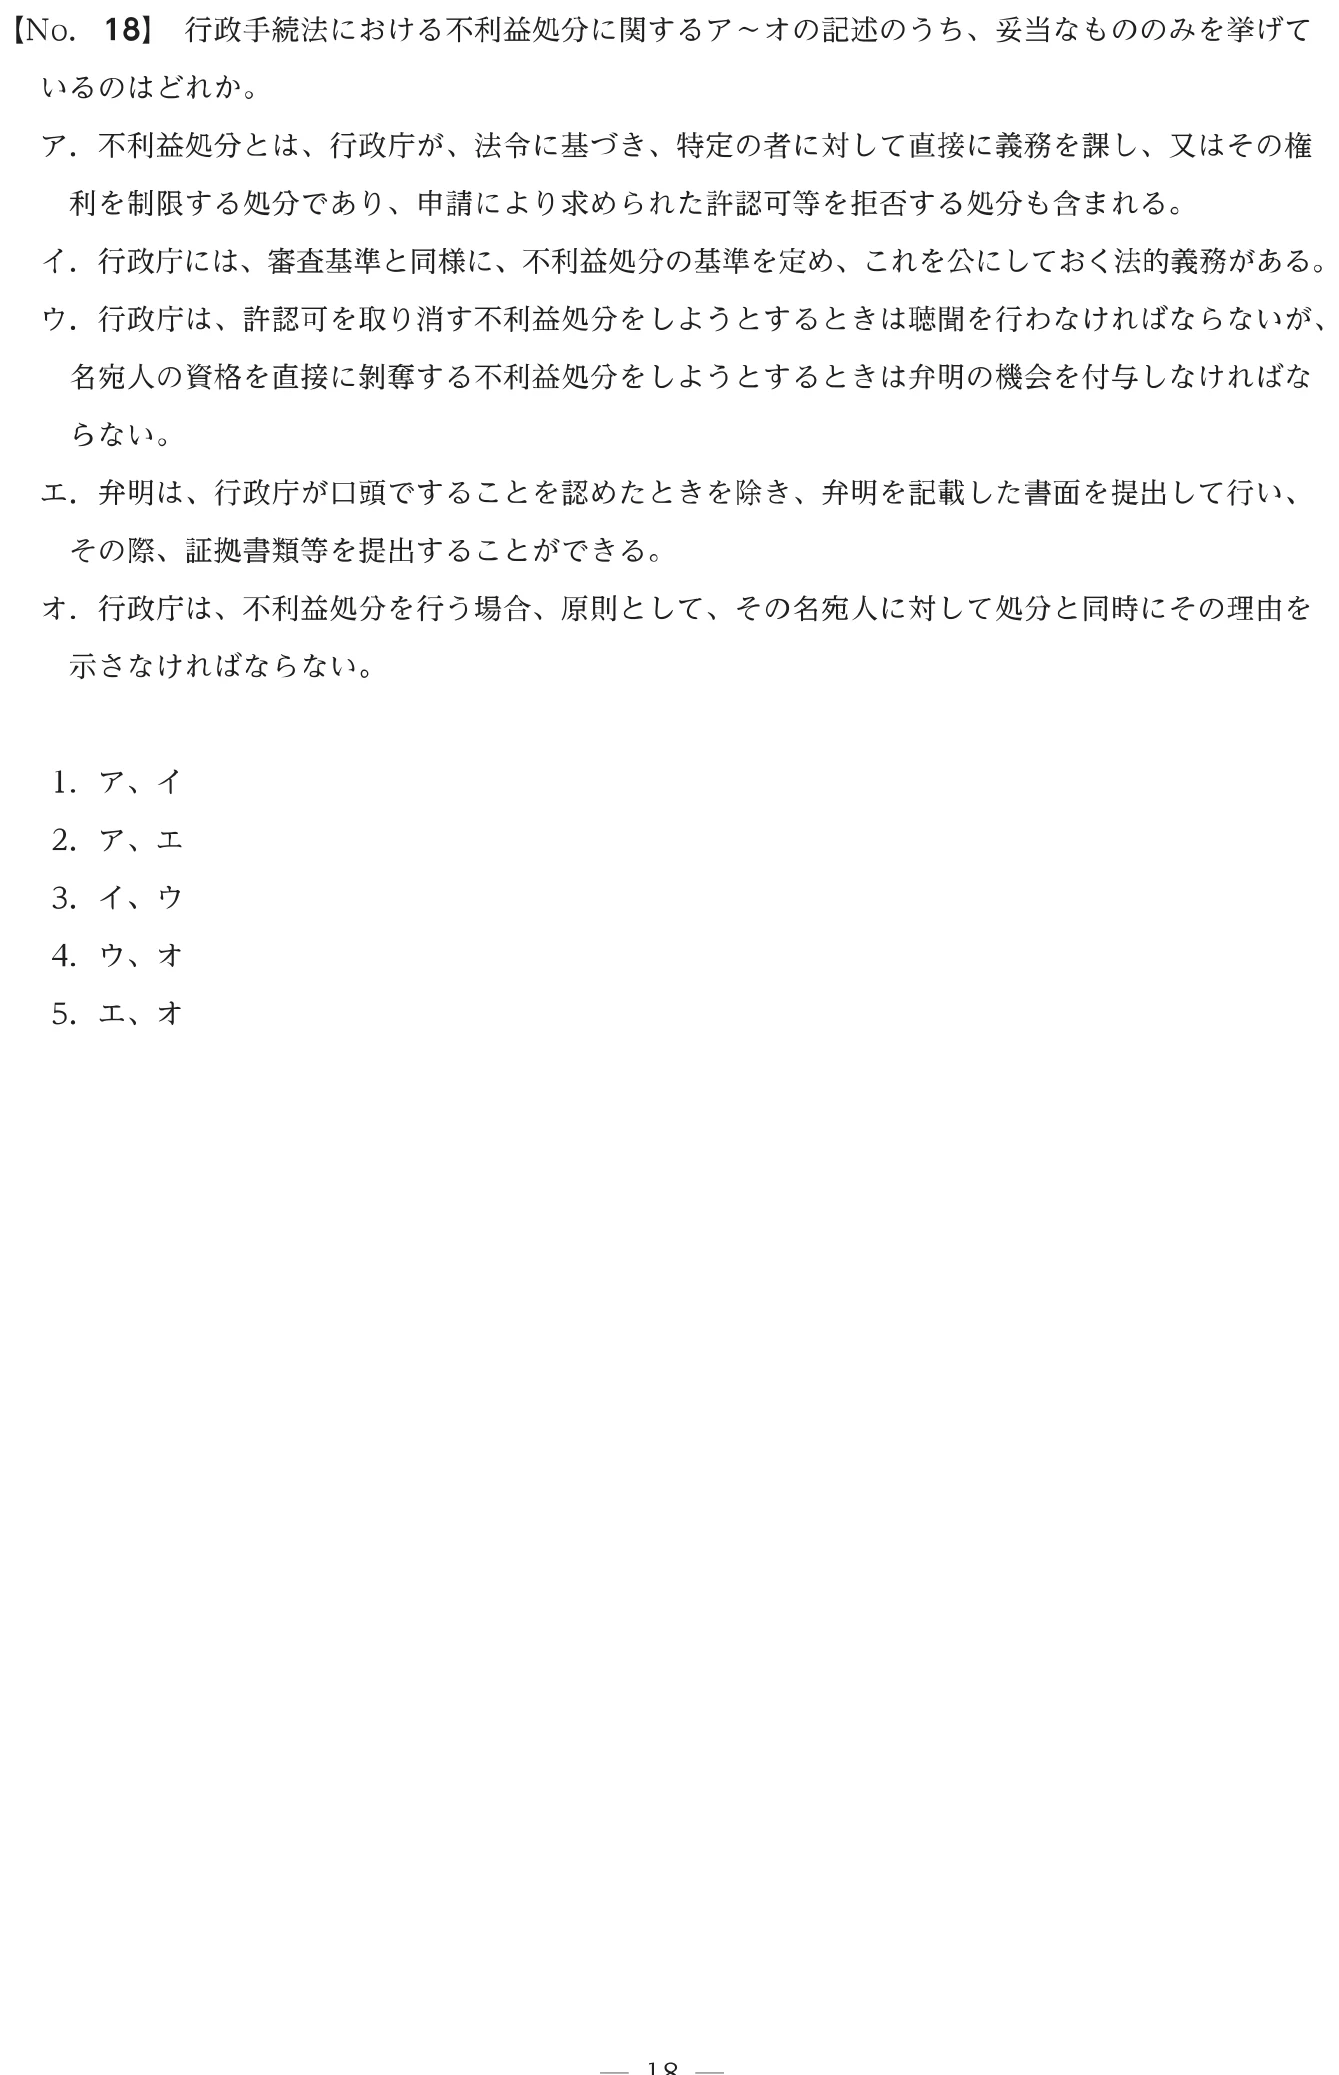 【No. 18】 行政手続法における不利益処分に関するア~オの記述のうち、妥当なもののみを挙げて
いるのはどれか。
ア. 不利益処分とは、行政庁が、法令に基づき、特定の者に対して直接に義務を課し、又はその権
利を制限する処分であり、申請により求められた許認可等を拒否する処分も含まれる。
イ. 行政庁には、審査基準と同様に、不利益処分の基準を定め、これを公にしておく法的義務がある。
ウ. 行政庁は、許認可を取り消す不利益処分をしようとするときは聴聞を行わなければならないが、
名宛人の資格を直接に剝奪する不利益処分をしようとするときは弁明の機会を付与しなければな
らない。
エ. 弁明は、行政庁が口頭ですることを認めたときを除き、弁明を記載した書面を提出して行い、
その際、証拠書類等を提出することができる。
オ. 行政庁は、不利益処分を行う場合、原則として、その名宛人に対して処分と同時にその理由を
示さなければならない。
1. ア、イ
2. ア、エ
3. イ、ウ
4. ウ、オ
5. エ、オ
― 18 ―